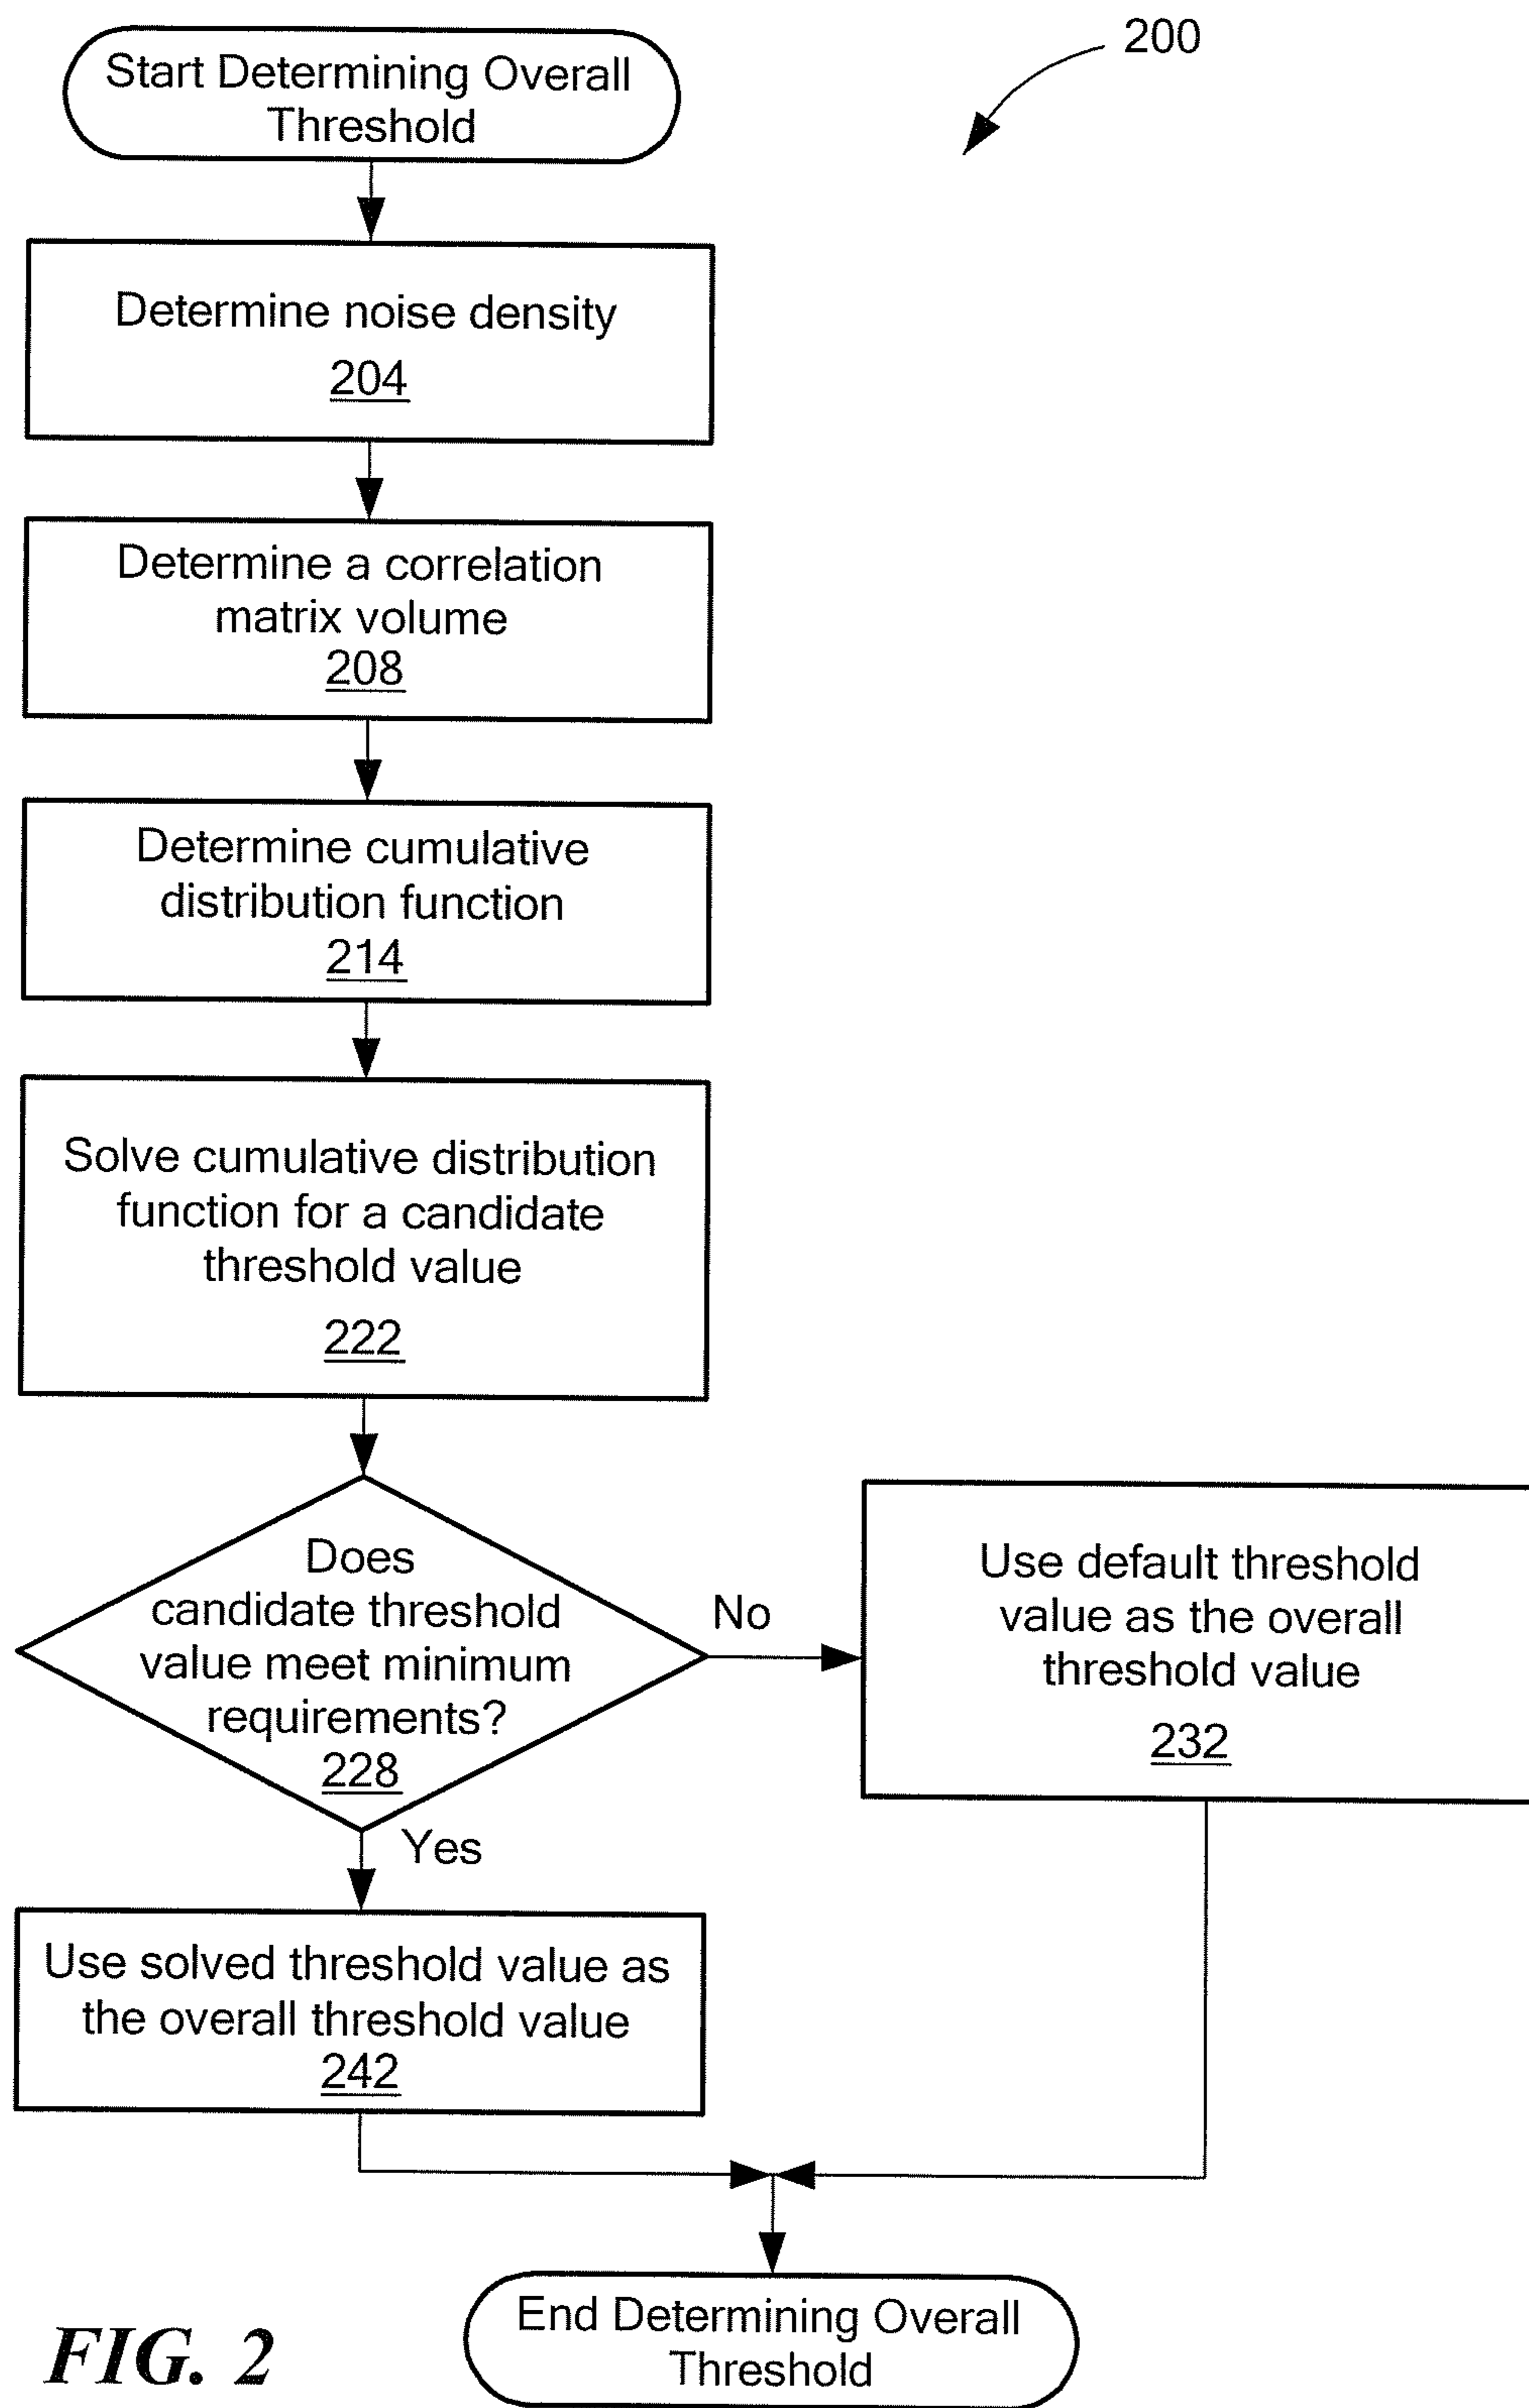 200
Start Determining Overall
Threshold
Determine noise density
204
Determine a correlation
matrix volume
208
Determine cumulative
distribution function
214
Solve cumulative distribution
function for a candidate
threshold value
222
Does
candidate threshold
value meet minimum
requirements?
228
No
Use default threshold
value as the overall
threshold value
232
Yes
Use solved threshold value as
the overall threshold value
242
End Determining Overall
Threshold
FIG. 2